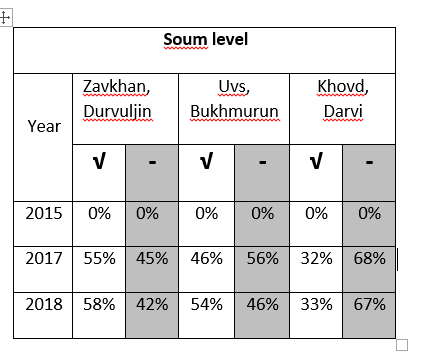 Soum level
Year
Zavkhan,
Durvuljin
Uvs,
Bukhmurun
Khovd,
Darvi
√ - √ - √ -
2015 0% 0% 0% 0% 0% 0%
2017 55% 45% 46% 56% 32% 68%
2018 58% 42% 54% 46% 33% 67%